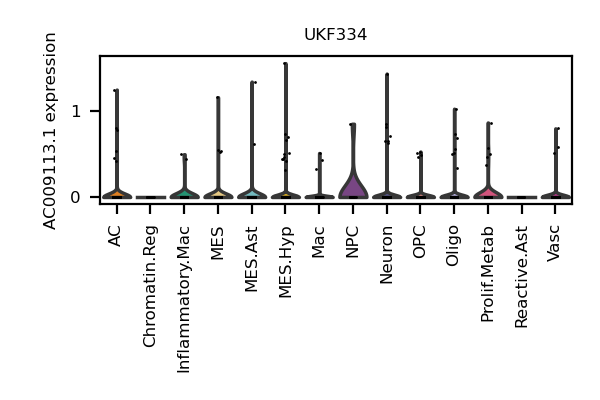 UKF334
AC009113.1 expression
1
0
AC
Chromatin.Reg
Inflammatory.Mac
MES
MES.Ast
MES.Hyp
Mac
NPC
Neuron
OPC
Oligo
Prolif.Metab
Reactive.Ast
Vasc